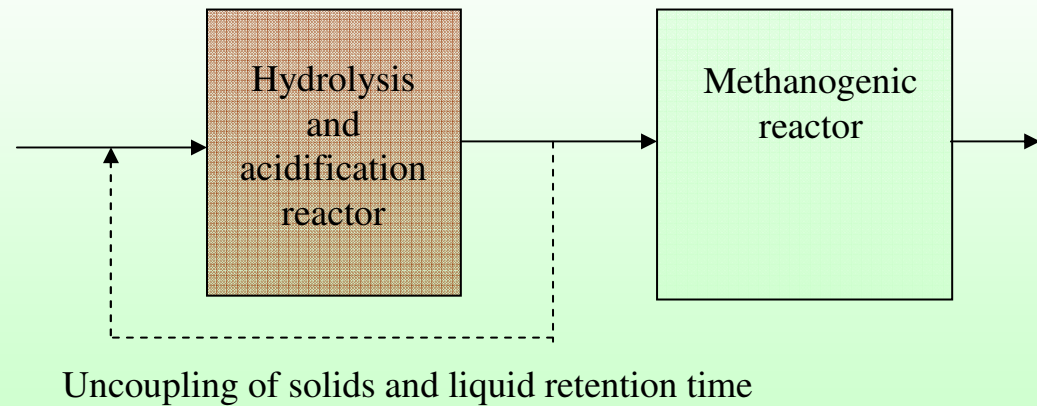 Hydrolysis
and
acidification
reactor
Methanogenic
reactor
Uncoupling of solids and liquid retention time